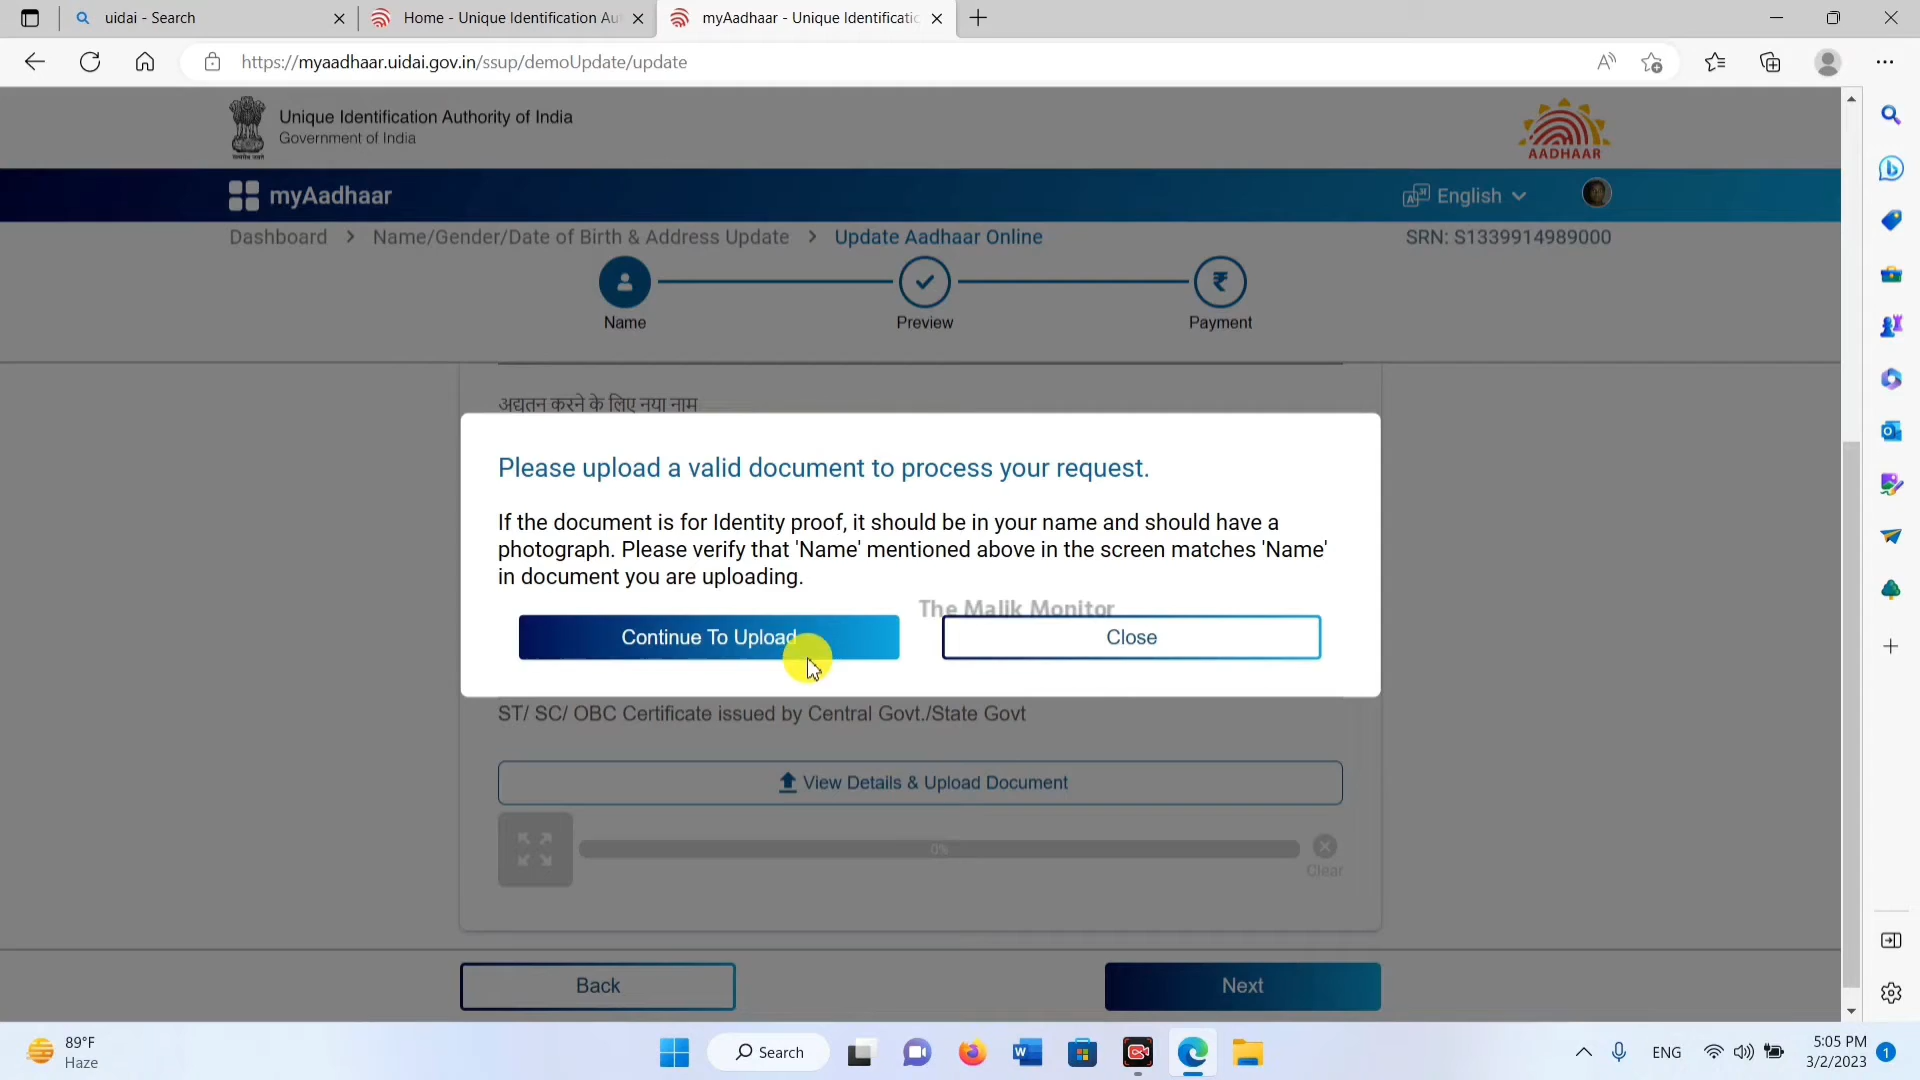 uidai - Search
Home - Unique Identification Au
myAadhaar - Unique Identificatic
https://myaadhaar.uidai.gov.in/ssup/demoUpdate/update
Unique Identification Authority of India
Government of India
AADHAAR
myAadhaar
English
Dashboard > Name/Gender/Date of Birth & Address Update > Update Aadhaar Online
SRN: S1339914989000
Name
Preview
Payment
अद्यतन करने के लिए नया नाम
Please upload a valid document to process your request.
If the document is for Identity proof, it should be in your name and should have a
photograph. Please verify that 'Name' mentioned above in the screen matches 'Name'
in document you are uploading.
The Malik Monitor
Continue To Upload
Close
ST/ SC/ OBC Certificate issued by Central Govt./State Govt
View Details & Upload Document
0%
Clear
Back
Next
89°F
Haze
Search
ENG
5:05 PM
3/2/2023
1